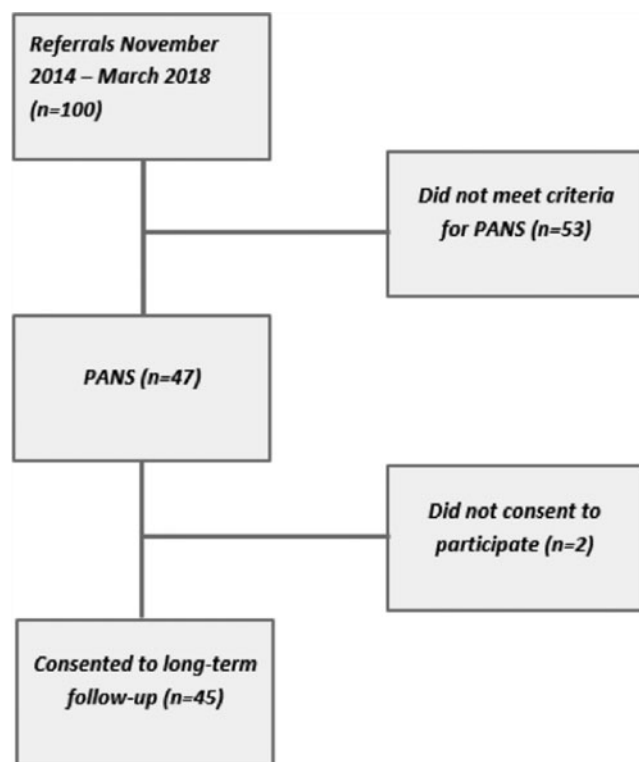 Referrals November
2014 – March 2018
(n=100)
Did not meet criteria
for PANS (n=53)
PANS (n=47)
Did not consent to
participate (n=2)
Consented to long-term
follow-up (n=45)